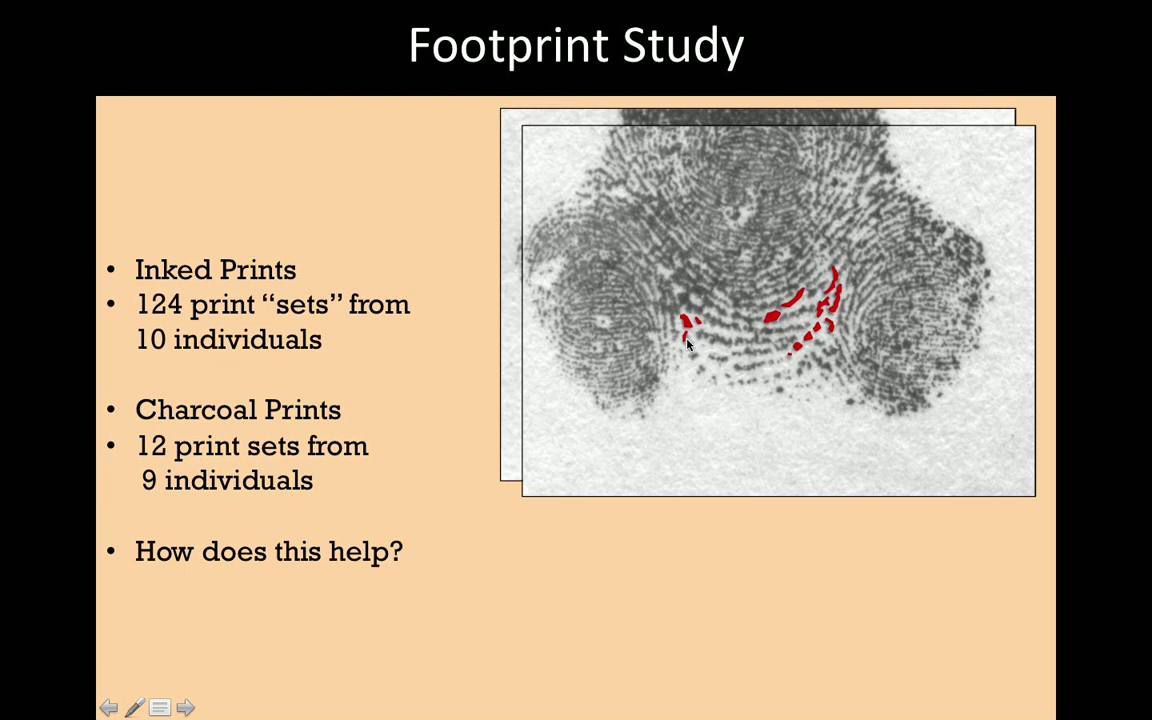 Footprint Study
• Inked Prints
• 124 print “sets” from
10 individuals
• Charcoal Prints
• 12 print sets from
9 individuals
• How does this help?